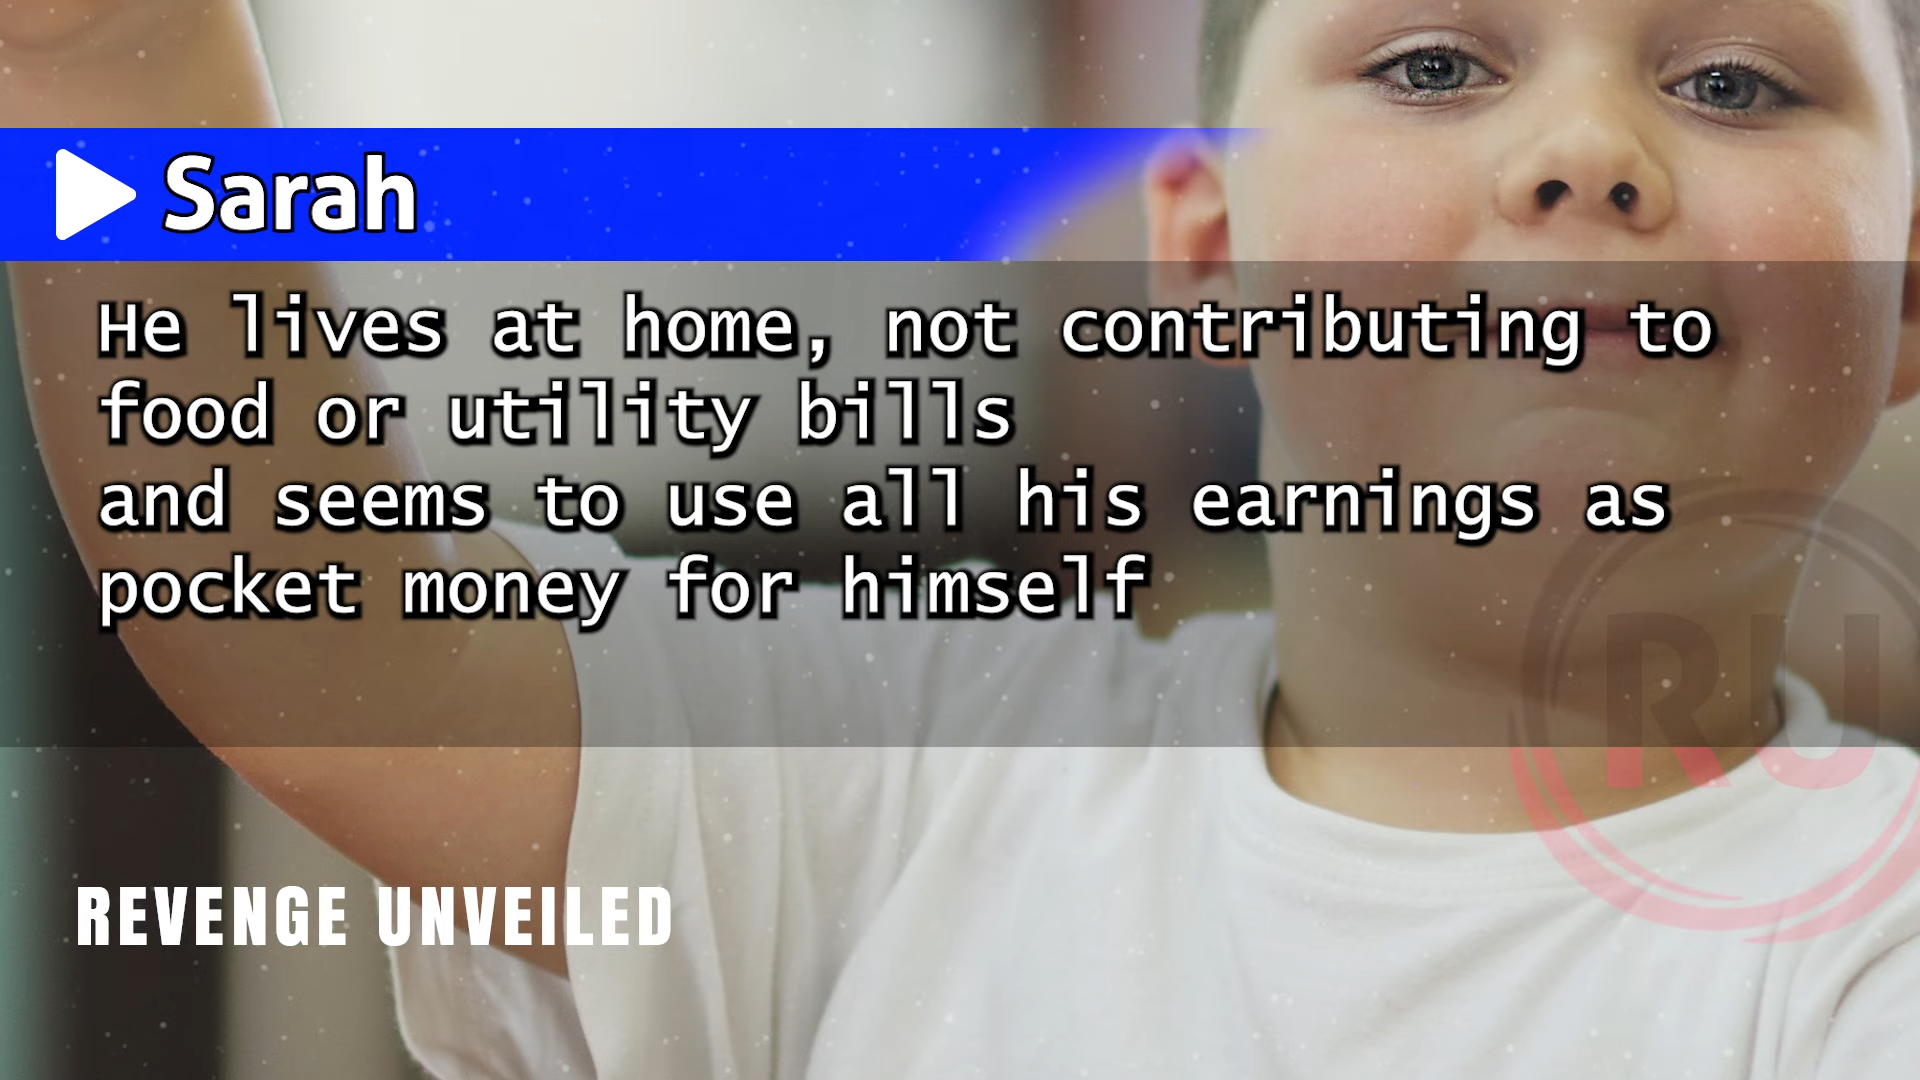 Sarah
He lives at home, not contributing to
food or utility bills
and seems to use all his earnings as
pocket money for himself
RU
REVENGE UNVEILED